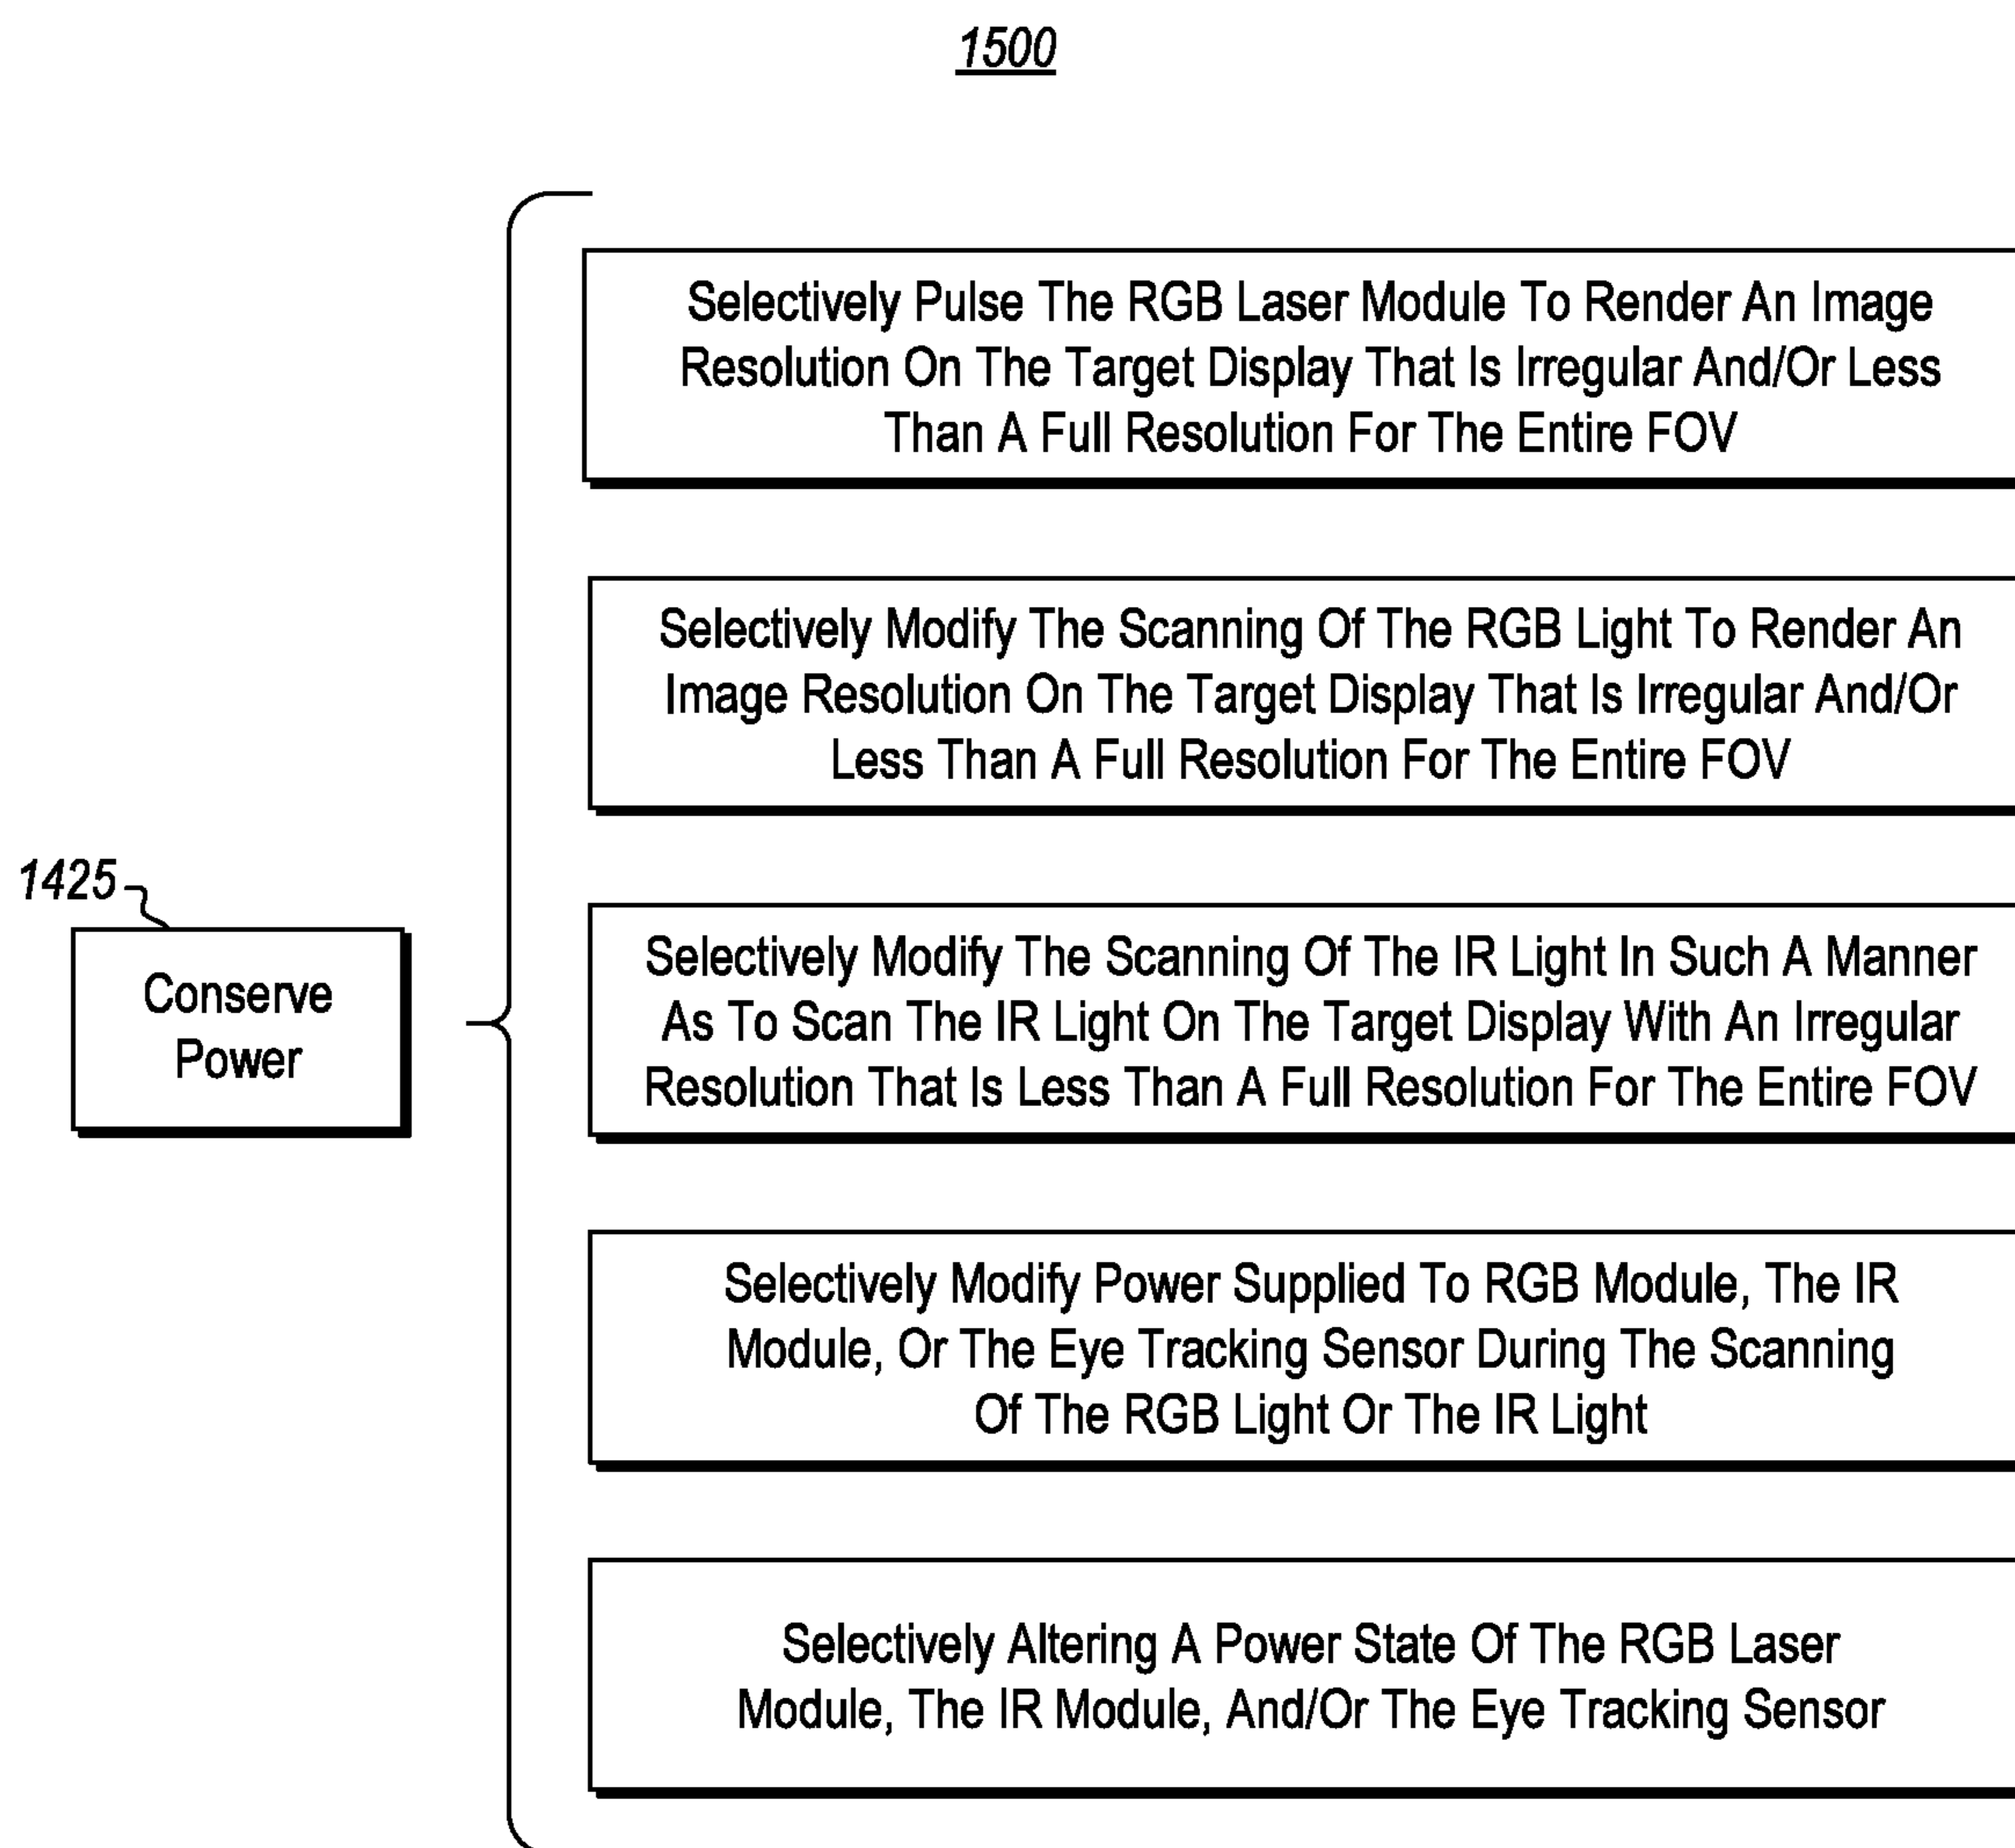 1500
Selectively Pulse The RGB Laser Module To Render An Image
Resolution On The Target Display That Is Irregular And/Or Less
Than A Full Resolution For The Entire FOV
Selectively Modify The Scanning Of The RGB Light To Render An
Image Resolution On The Target Display That Is Irregular And/Or
Less Than A Full Resolution For The Entire FOV
1425
Conserve
Power
Selectively Modify The Scanning Of The IR Light In Such A Manner
As To Scan The IR Light On The Target Display With An Irregular
Resolution That Is Less Than A Full Resolution For The Entire FOV
Selectively Modify Power Supplied To RGB Module, The IR
Module, Or The Eye Tracking Sensor During The Scanning
Of The RGB Light Or The IR Light
Selectively Altering A Power State Of The RGB Laser
Module, The IR Module, And/Or The Eye Tracking Sensor